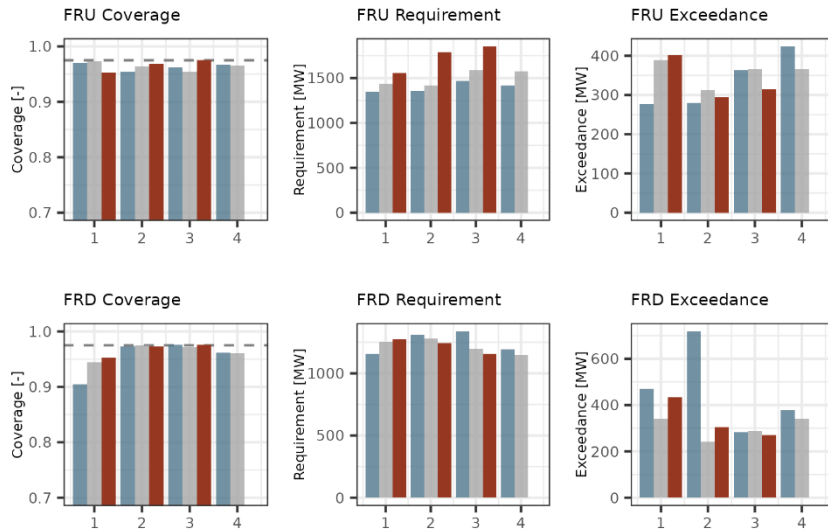 FRU Coverage
FRU Requirement
FRU Exceedance
Coverage [-]
1.0
0.9
0.8
0.7
1 2 3 4
Requirement [MW]
1500
1000
500
0
1 2 3 4
Exceedance [MW]
400
300
200
100
0
1 2 3 4
FRD Coverage
FRD Requirement
FRD Exceedance
Coverage [-]
1.0
0.9
0.8
0.7
1 2 3 4
Requirement [MW]
1000
500
0
1 2 3 4
Exceedance [MW]
600
400
200
0
1 2 3 4